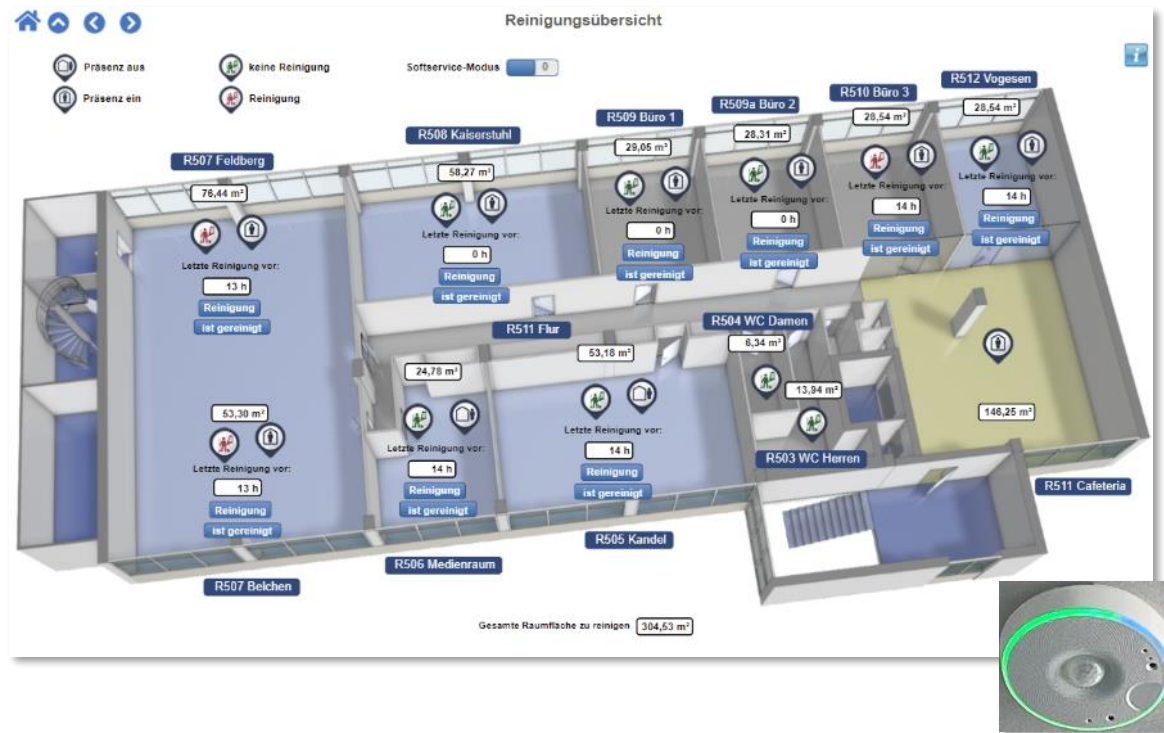 Reinigungsübersicht
Präsenz aus
keine Reinigung
Softservice-Modus 0
Präsenz ein
Reinigung
R512 Vogesen
28,54 m²
Letzte Reinigung vor:
14 h
Reinigung
ist gereinigt
R510 Büro 3
28,54 m²
Letzte Reinigung vor:
14 h
Reinigung
ist gereinigt
R509a Büro 2
28,31 m²
Letzte Reinigung vor:
0 h
Reinigung
ist gereinigt
R509 Büro 1
29,05 m²
Letzte Reinigung vor:
0 h
Reinigung
ist gereinigt
R508 Kaiserstuhl
58,27 m²
Letzte Reinigung vor:
0 h
Reinigung
ist gereinigt
R507 Feldberg
76,44 m²
Letzte Reinigung vor:
13 h
Reinigung
ist gereinigt
R511 Flur
53,18 m²
Letzte Reinigung vor:
14 h
Reinigung
ist gereinigt
R505 Kandel
R504 WC Damen
6,34 m²
13,94 m²
R503 WC Herren
146,25 m²
R511 Cafeteria
24,78 m²
Letzte Reinigung vor:
14 h
Reinigung
ist gereinigt
R506 Medienraum
53,30 m²
Letzte Reinigung vor:
13 h
Reinigung
ist gereinigt
R507 Belchen
Gesamte Raumfläche zu reinigen 304,53 m²